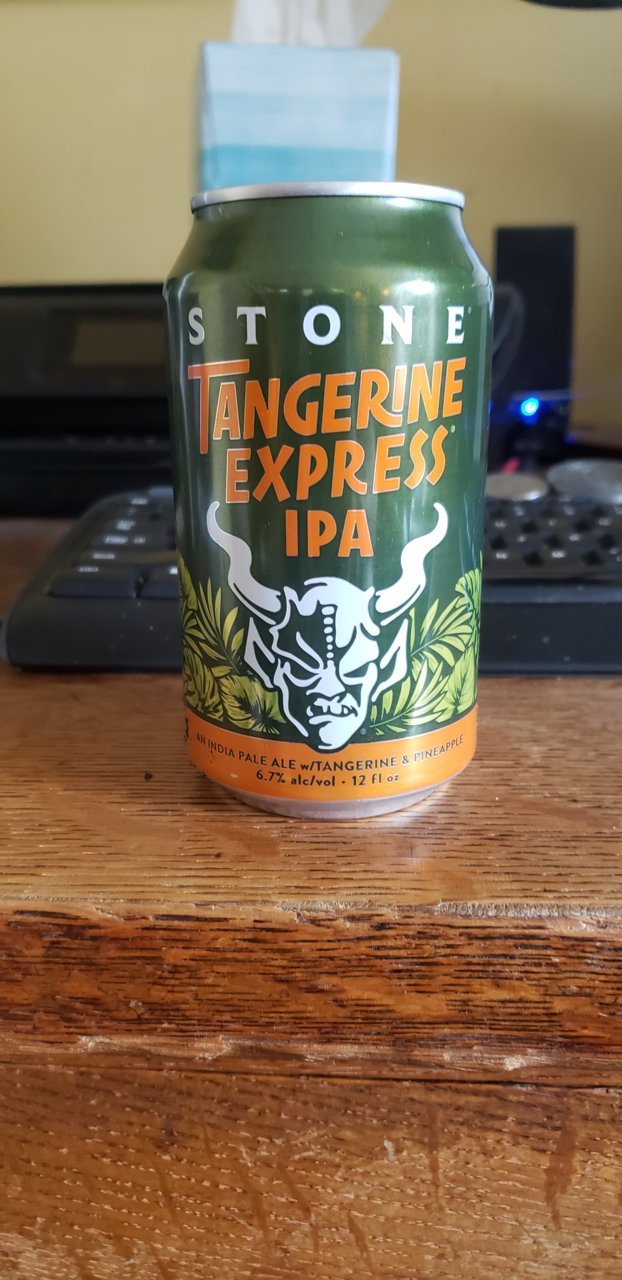 STONE
TANGERINE
EXPRESS
IPA
AN INDIA PALE ALE w/TANGERINE & PINEAPPLE
6.7% alc/vol • 12 fl oz